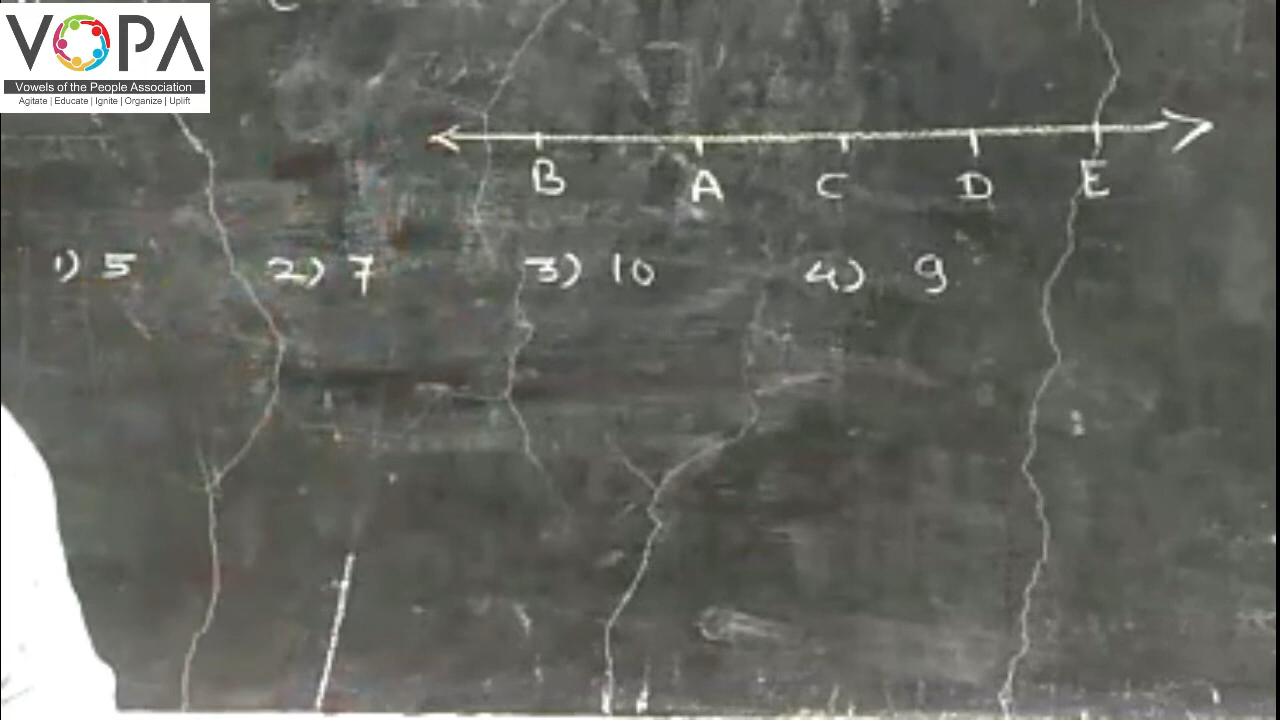 VOPA
Vowels of the People Association
Agitate | Educate | Ignite | Organize | Uplift
B A C D E
1) 5 2) 7 3) 10 4) 9